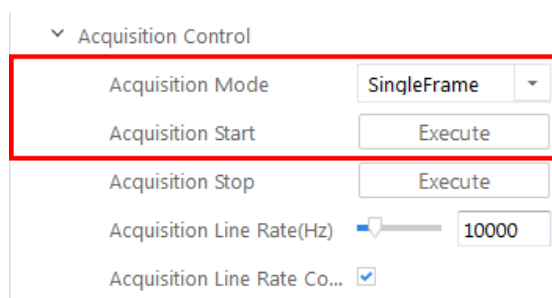 Acquisition Control
Acquisition Mode SingleFrame
Acquisition Start Execute
Acquisition Stop Execute
Acquisition Line Rate(Hz) 10000
Acquisition Line Rate Co...